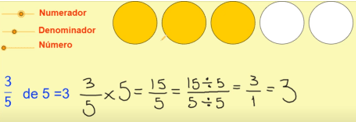 Numerador
Denominador
Número
3/5 de 5 =3 3/5 × 5 = 15/5 = 15÷5/5÷5 = 3/1 = 3